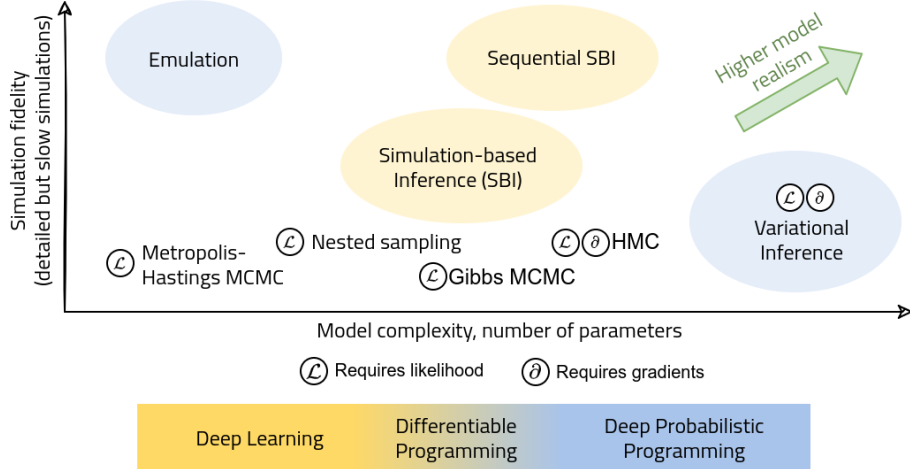 Simulation fidelity
(detailed but slow simulations)
Emulation
Sequential SBI
Higher model
realism
Simulation-based
Inference (SBI)
ℒ ∂
Variational
Inference
ℒ Metropolis-
Hastings MCMC
ℒ Nested sampling
ℒ Gibbs MCMC
ℒ ∂ HMC
Model complexity, number of parameters
ℒ Requires likelihood
∂ Requires gradients
Deep Learning
Differentiable
Programming
Deep Probabilistic
Programming